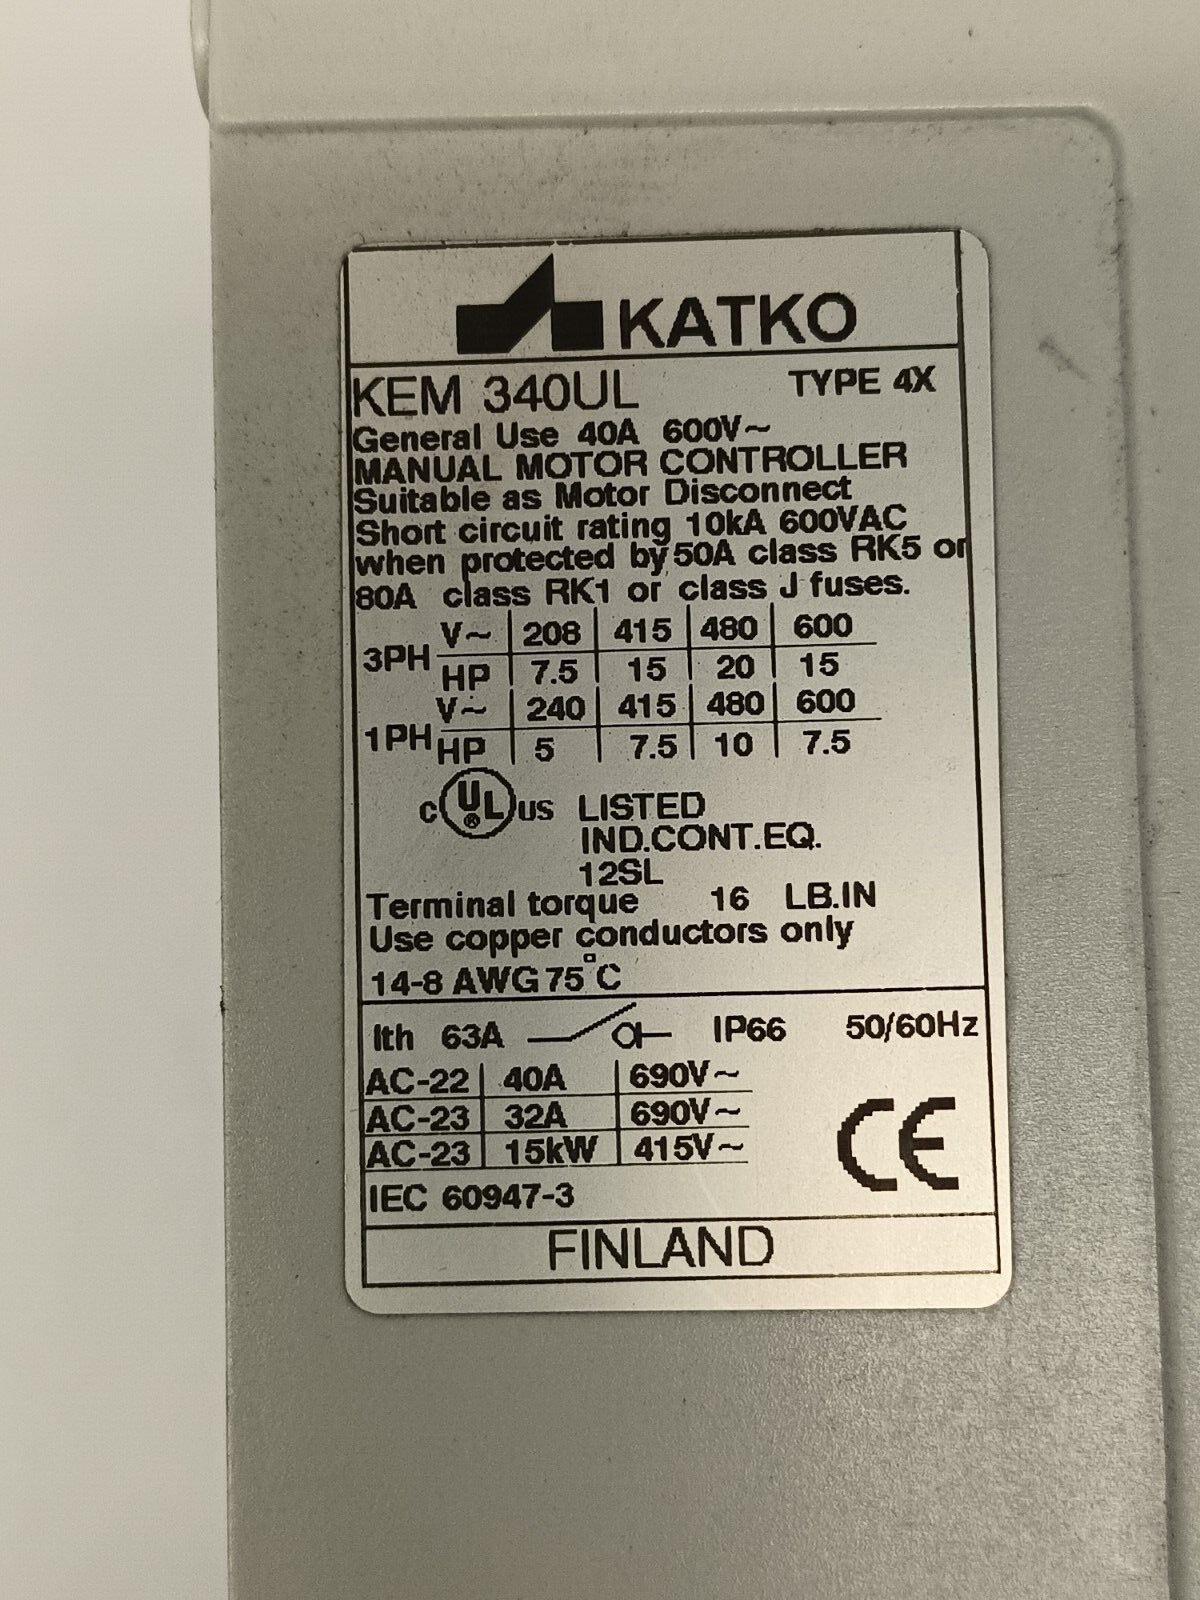 KATKO
KEM 340UL TYPE 4X
General Use 40A 600V~
MANUAL MOTOR CONTROLLER
Suitable as Motor Disconnect
Short circuit rating 10kA 600VAC
when protected by 50A class RK5 or
80A class RK1 or class J fuses.
3PH V~ 208 415 480 600
HP 7.5 15 20 15
1PH V~ 240 415 480 600
HP 5 7.5 10 7.5
C UL ® US LISTED
IND.CONT.EQ.
12SL
Terminal torque 16 LB.IN
Use copper conductors only
14-8 AWG 75°C
Ith 63A IP66 50/60Hz
AC-22 40A 690V~
AC-23 32A 690V~
AC-23 15kW 415V~
CE
IEC 60947-3
FINLAND